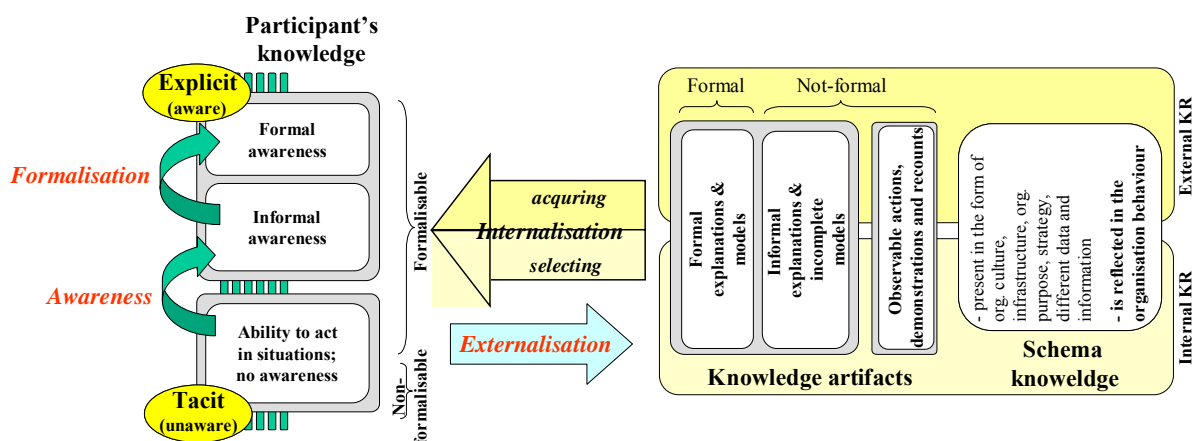 Participant's
knowledge
Explicit
(aware)
Formal
awareness
Formalisation
Informal
awareness
Awareness
Ability to act
in situations;
no awareness
Tacit
(unaware)
Formalisable
Non-
formalisable
acquring
Internalisation
selecting
Externalisation
Formal
Not-formal
Formal
explanations &
models
Informal
explanations &
incomplete
models
Observable actions,
demonstrations and recounts
Knowledge artifacts
- present in the form of
org. culture,
infrastructure, org.
purpose, strategy,
different data and
information
- is reflected in the
organisation behaviour
Schema
knoweldge
External KR
Internal KR